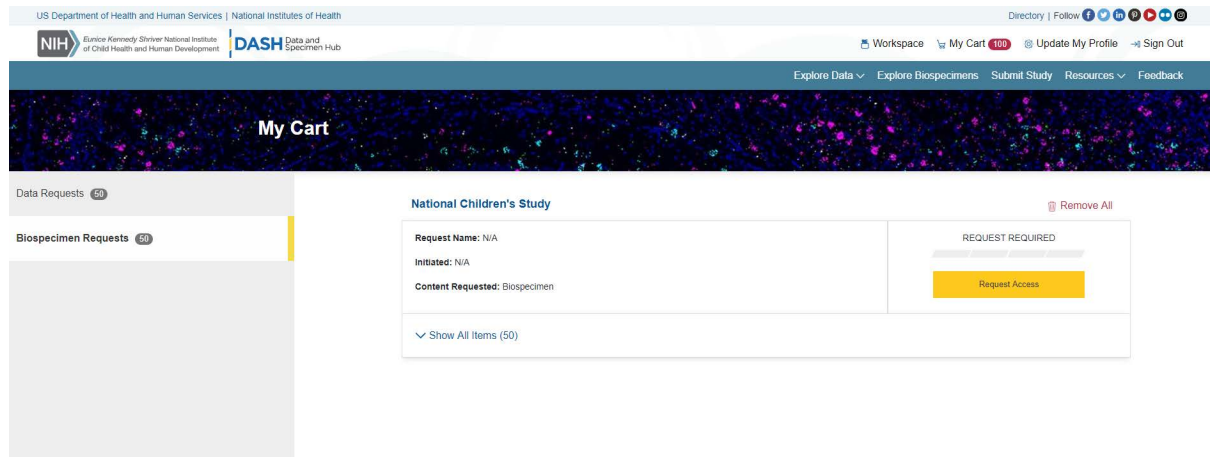 US Department of Health and Human Services | National Institutes of Health
Directory | Follow
NIH
Eunice Kennedy Shriver National Institute
of Child Health and Human Development
DASH
Data and
Specimen Hub
Workspace
My Cart 100
Update My Profile
Sign Out
Explore Data
Explore Biospecimens
Submit Study
Resources
Feedback
My Cart
Data Requests 50
Biospecimen Requests 50
National Children's Study
Remove All
Request Name: N/A
Initiated: N/A
Content Requested: Biospecimen
REQUEST REQUIRED
Request Access
Show All Items (50)